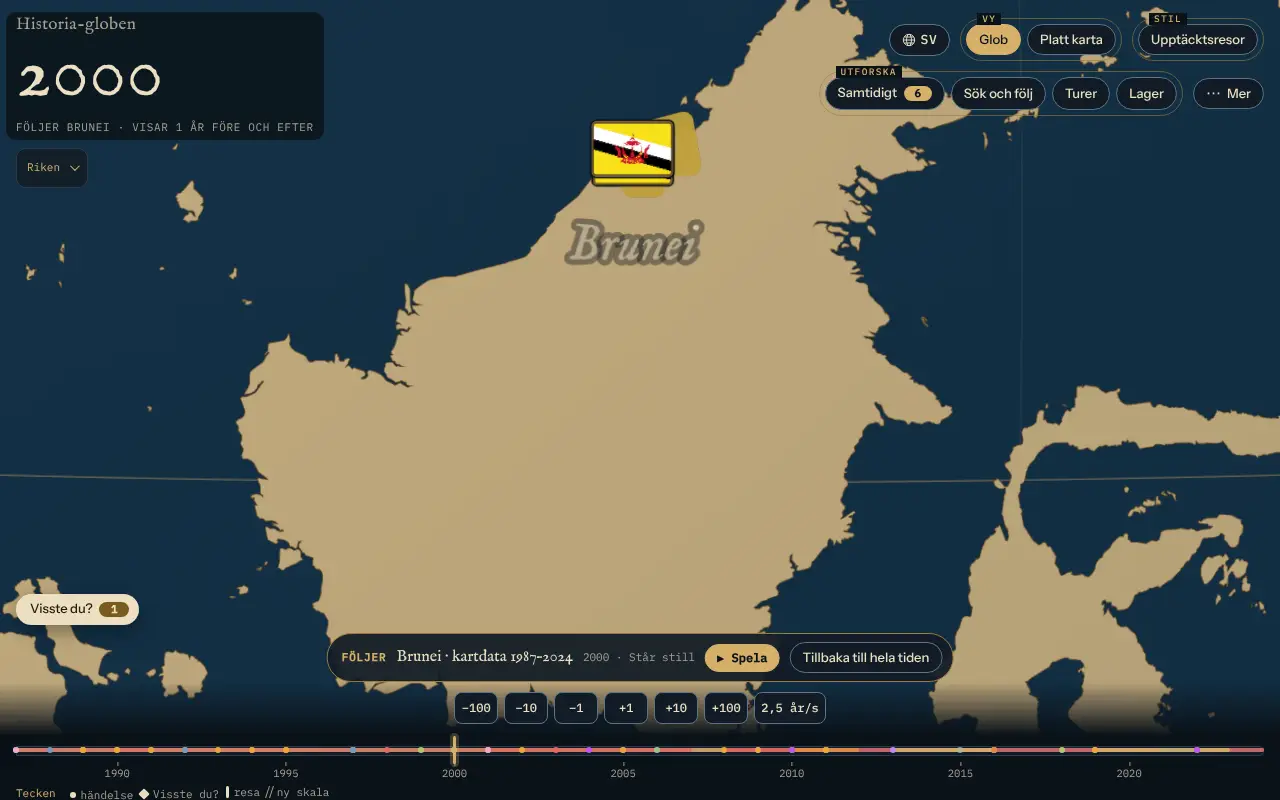 Historia-globen
2000
FÖLJER BRUNEI · VISAR 1 ÅR FÖRE OCH EFTER
Riken
SV
VY
Glob
Platt karta
STIL
Upptäcktsresor
UTFORSKA
Samtidigt 6
Sök och följ
Turer
Lager
··· Mer
Brunei
Visste du? 1
FÖLJER Brunei · kartdata 1987–2024 2000 · Står still ▶ Spela Tillbaka till hela tiden
−100 −10 −1 +1 +10 +100 2,5 år/s
1990 1995 2000 2005 2010 2015 2020
Tecken händelse Visste du? resa // ny skala